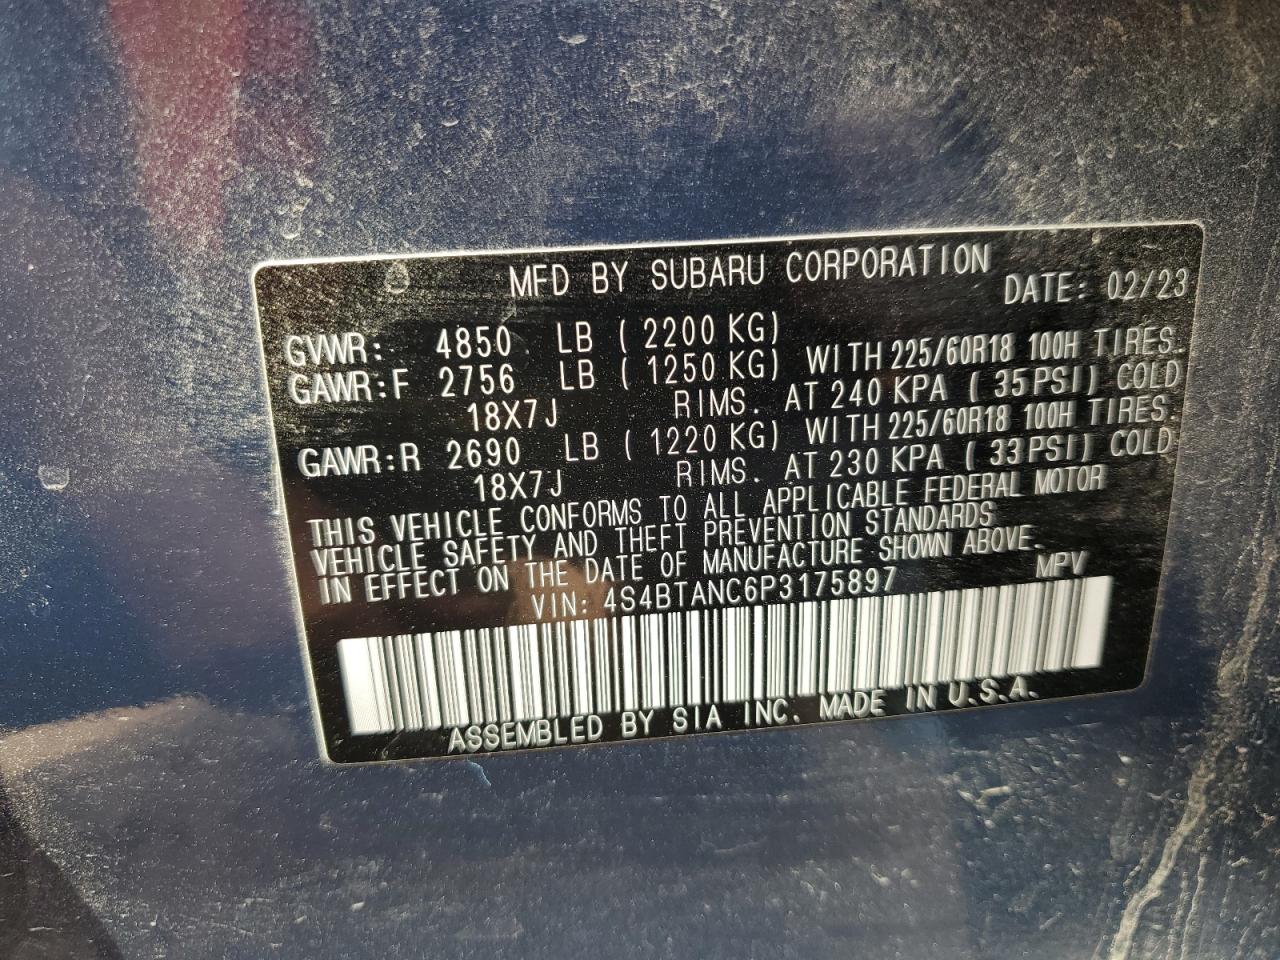 MFD BY SUBARU CORPORATION DATE: 02/23
GVWR: 4850 LB ( 2200 KG)
GAWR:F 2756 LB ( 1250 KG) WITH 225/60R18 100H TIRES.
18X7J RIMS. AT 240 KPA ( 35PSI) COLD
GAWR:R 2690 LB ( 1220 KG) WITH 225/60R18 100H TIRES.
18X7J RIMS. AT 230 KPA ( 33PSI) COLD
THIS VEHICLE CONFORMS TO ALL APPLICABLE FEDERAL MOTOR
VEHICLE SAFETY AND THEFT PREVENTION STANDARDS
IN EFFECT ON THE DATE OF MANUFACTURE SHOWN ABOVE.
VIN: 4S4BTANC6P3175897 MPV
ASSEMBLED BY SIA INC. MADE IN U.S.A.